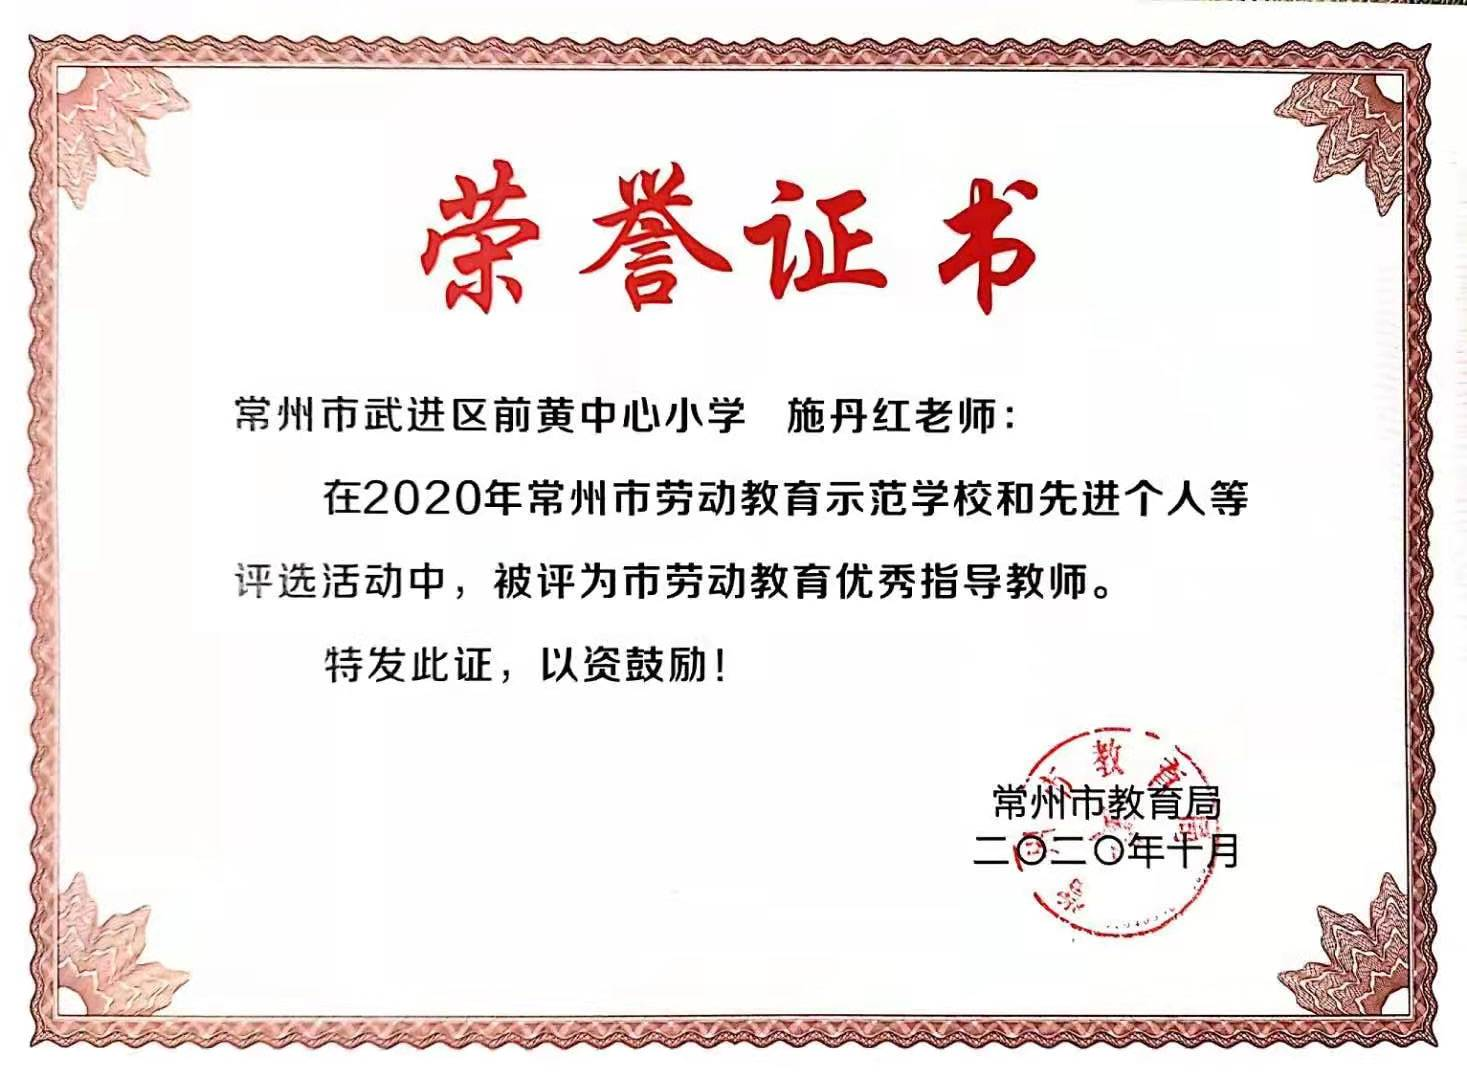 荣誉证书
常州市武进区前黄中心小学 施丹红老师：
在2020年常州市劳动教育示范学校和先进个人等
评选活动中，被评为市劳动教育优秀指导教师。
特发此证，以资鼓励！
常州市教育局
二〇二〇年十月